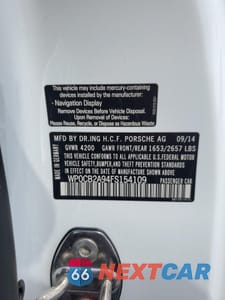 This vehicle may include mercury-containing
devices installed by the manufacturer:
- Navigation Display
Remove Devices Before Vehicle Disposal
Upon Removal of Devices
Please Reuse, Recycle, or
Dispose as Hazardous Waste
MFD BY DR.ING H.C.F. PORSCHE AG 09/14
GVWR 4200 GAWR FRONT/REAR 1653/2657 LBS
THIS VEHICLE CONFORMS TO ALL APPLICABLE
U.S. FEDERAL MOTOR VEHICLE
SAFETY, BUMPER, AND THEFT
PREVENTION STANDARDS IN EFFECT ON THE
DATE OF MANUFACTURE SHOWN ABOVE
WP0CB2A94FS154109 PASSENGER CAR
MADE IN GERMANY
66
NEXTCAR